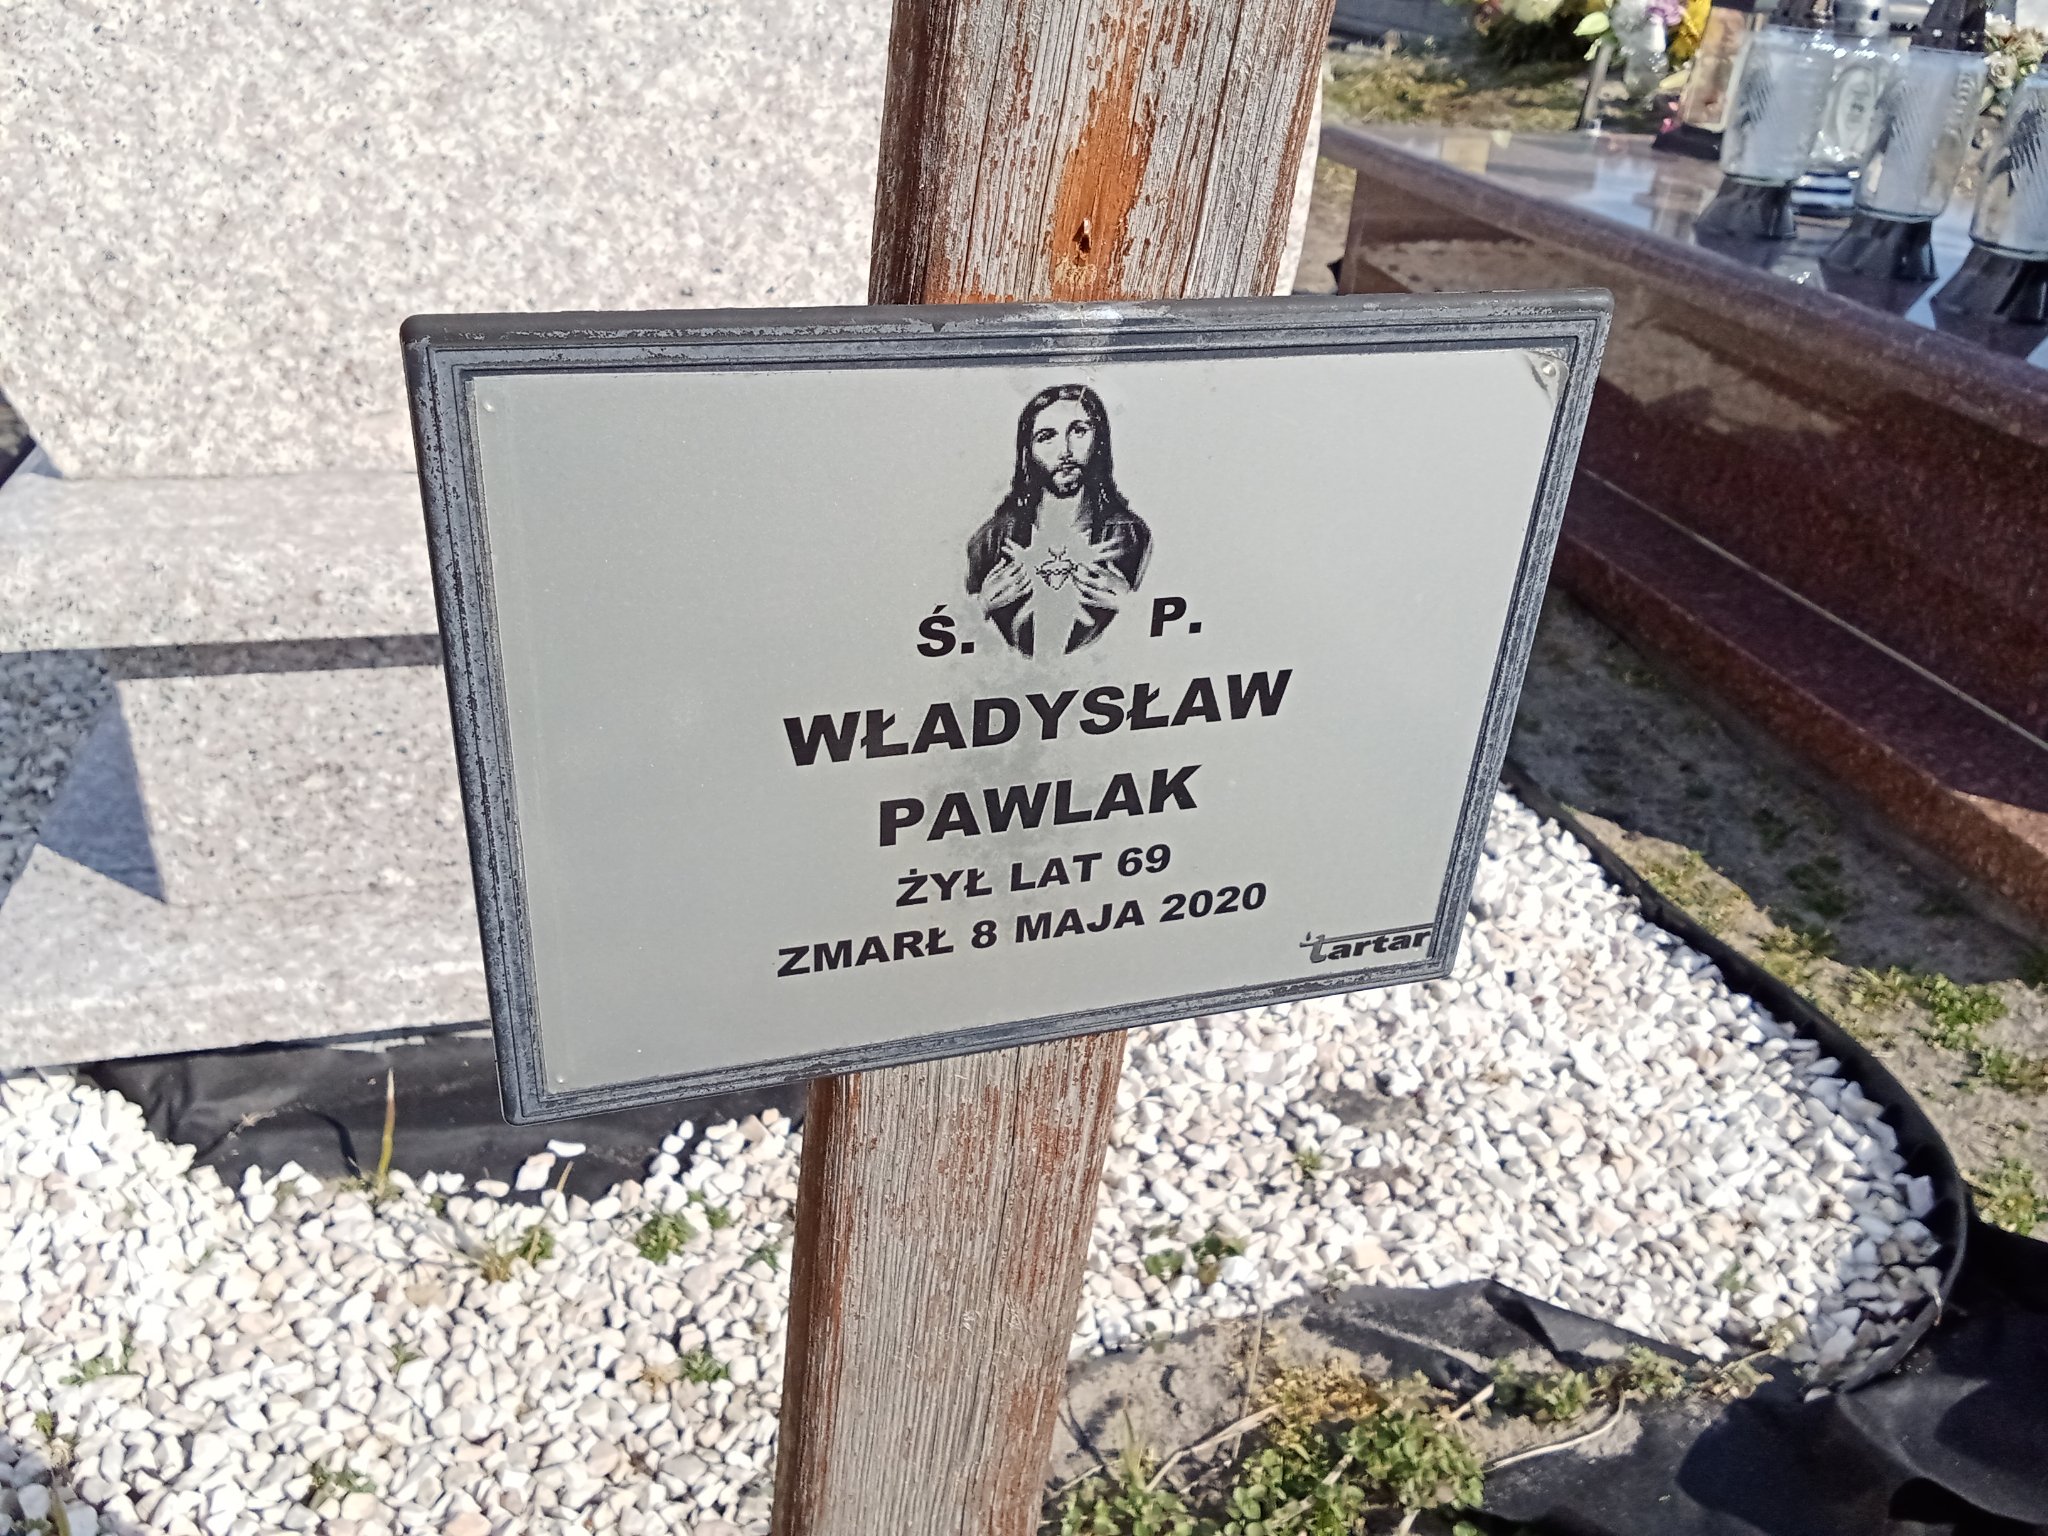 Ś. P.
WŁADYSŁAW
PAWLAK
ŻYŁ LAT 69
ZMARŁ 8 MAJA 2020
tartar